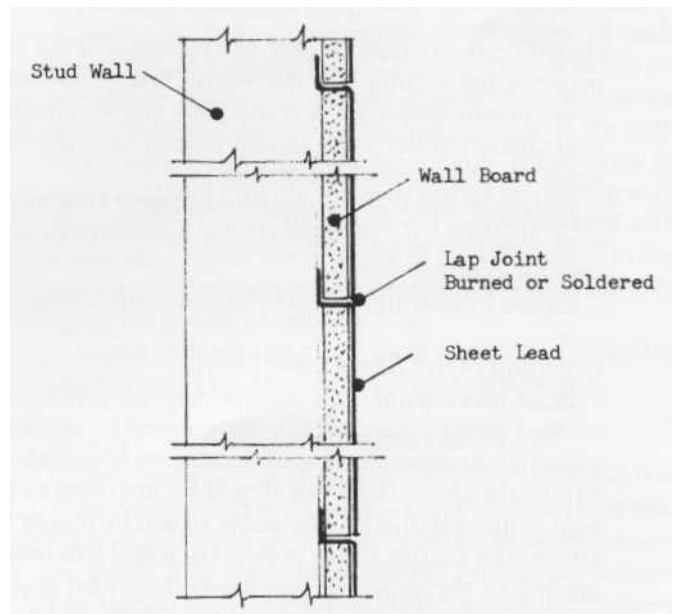 Stud Wall
Wall Board
Lap Joint
Burned or Soldered
Sheet Lead